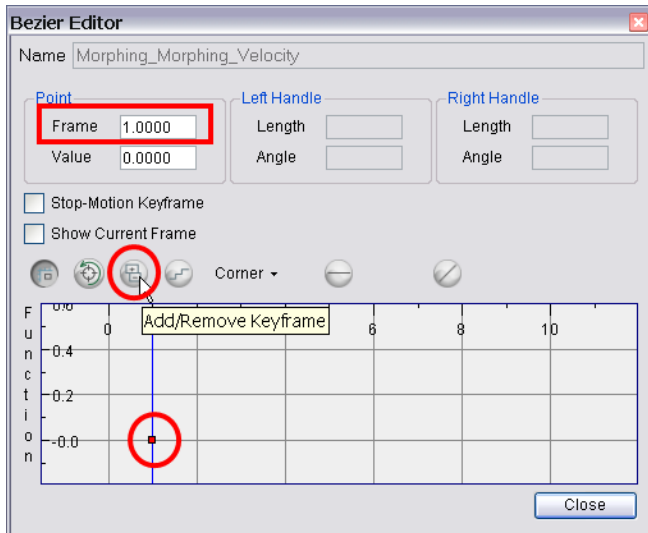 Bezier Editor
Name Morphing_Morphing_Velocity
Point Left Handle Right Handle
Frame 1.0000 Length Length
Value 0.0000 Angle Angle
Stop-Motion Keyframe
Show Current Frame
Corner
Add/Remove Keyframe
0 6 8 10
Function
0.4
0.2
-0.0
Close